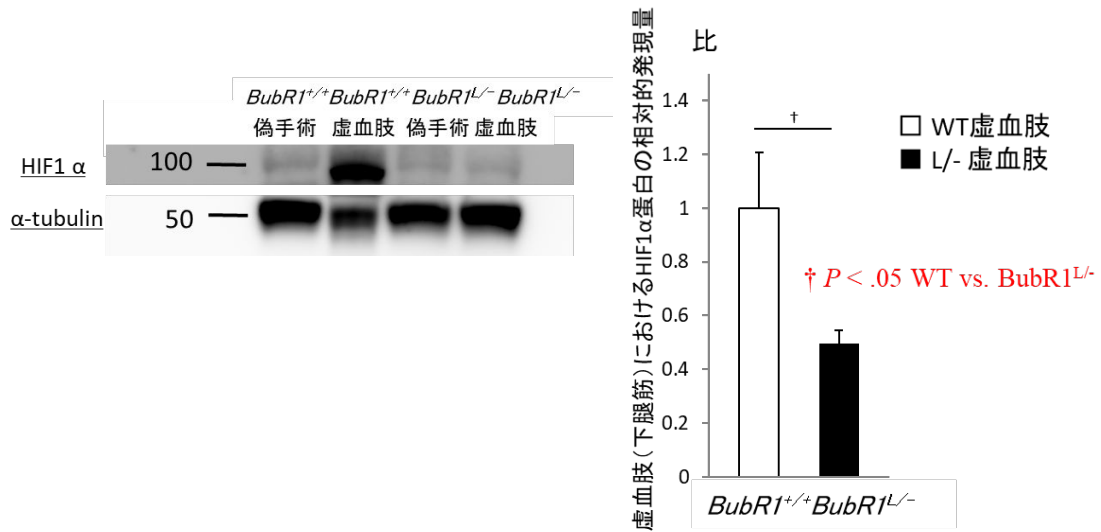 BubR1+/+ BubR1+/+ BubR1L/- BubR1L/-
偽手術 虚血肢 偽手術 虚血肢
HIF1 α 100
α-tubulin 50
虚血肢(下腿筋)におけるHIF1α蛋白の相対的発現量
比
1.4
1.2
1
0.8
0.6
0.4
0.2
0
†
WT虚血肢
L/- 虚血肢
† P < .05 WT vs. BubR1L/-
BubR1+/+ BubR1L/-